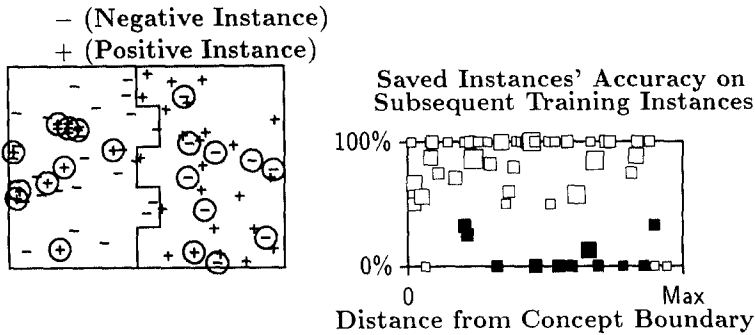 − (Negative Instance)
+ (Positive Instance)
Saved Instances' Accuracy on
Subsequent Training Instances
100%
0%
0 Max
Distance from Concept Boundary